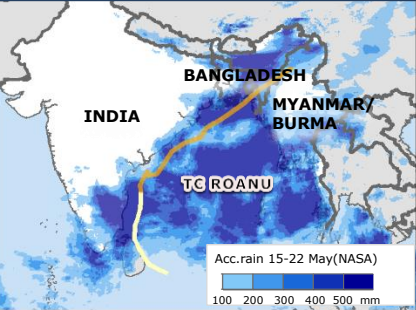 BANGLADESH
INDIA
MYANMAR/
BURMA
TC ROANU
Acc.rain 15-22 May(NASA)
100 200 300 400 500 mm